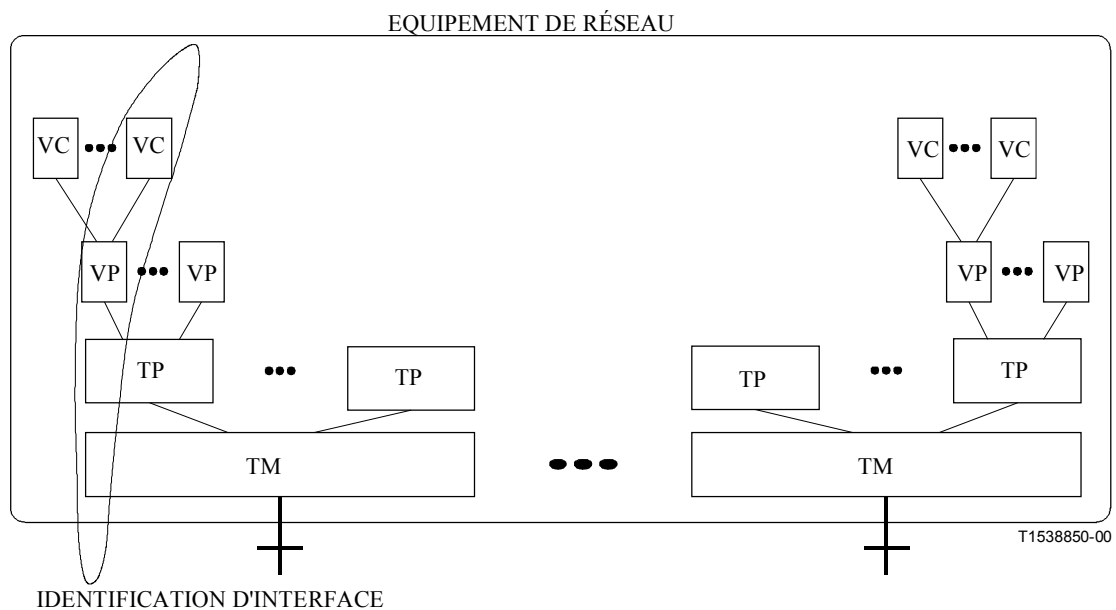 EQUIPEMENT DE RÉSEAU
VC ••• VC VC ••• VC
VP ••• VP VP ••• VP
TP ••• TP TP ••• TP
TM ••• TM
T1538850-00
IDENTIFICATION D'INTERFACE